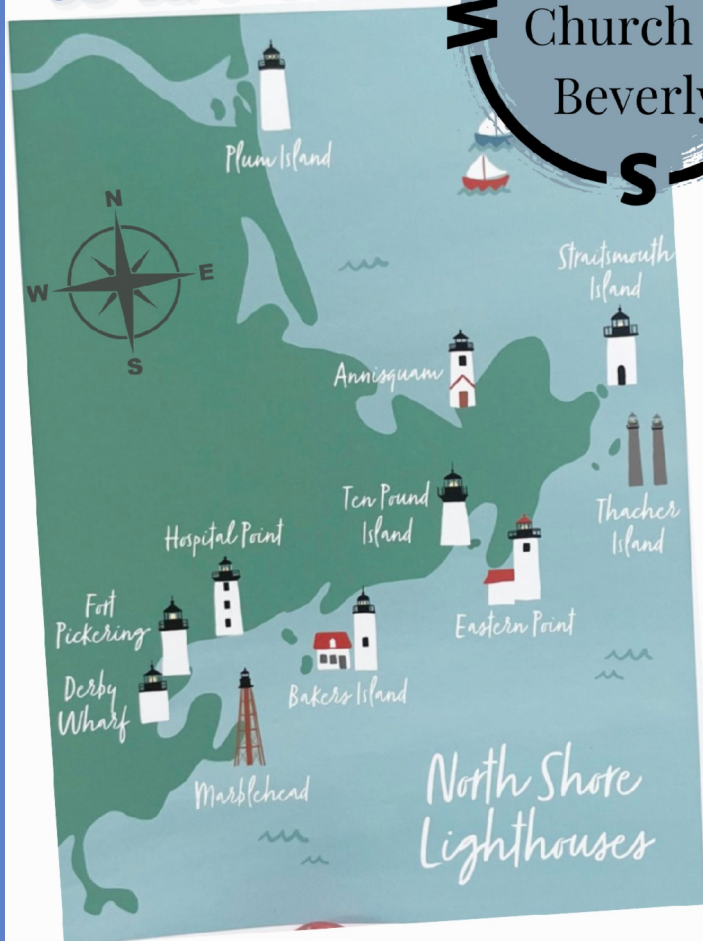 W
Church
Beverly
S
Plum Island
N
W
E
S
Straitsmouth
Island
Annisquam
Ten Pound
Island
Thacher
Island
Hospital Point
Eastern Point
Fort
Pickering
Bakers Island
Derby
Wharf
Marblehead
North Shore
Lighthouses